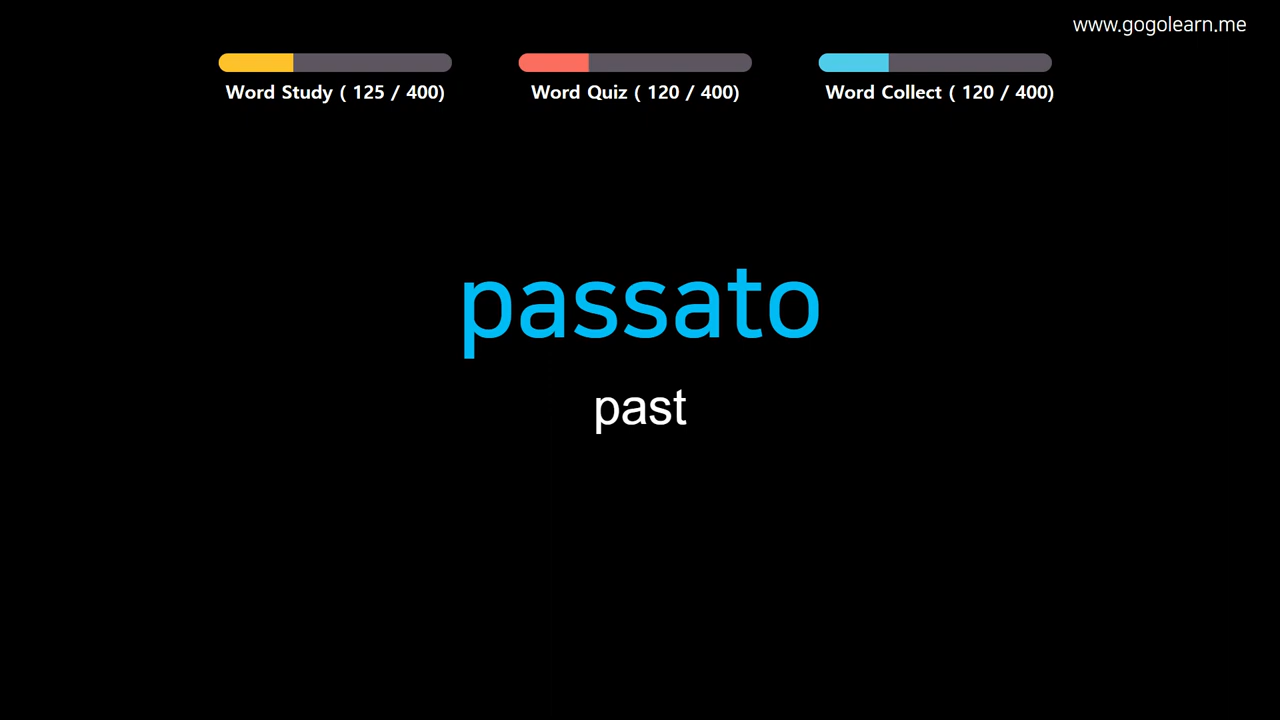 www.gogolearn.me
Word Study ( 125 / 400)
Word Quiz ( 120 / 400)
Word Collect ( 120 / 400)
passato
past